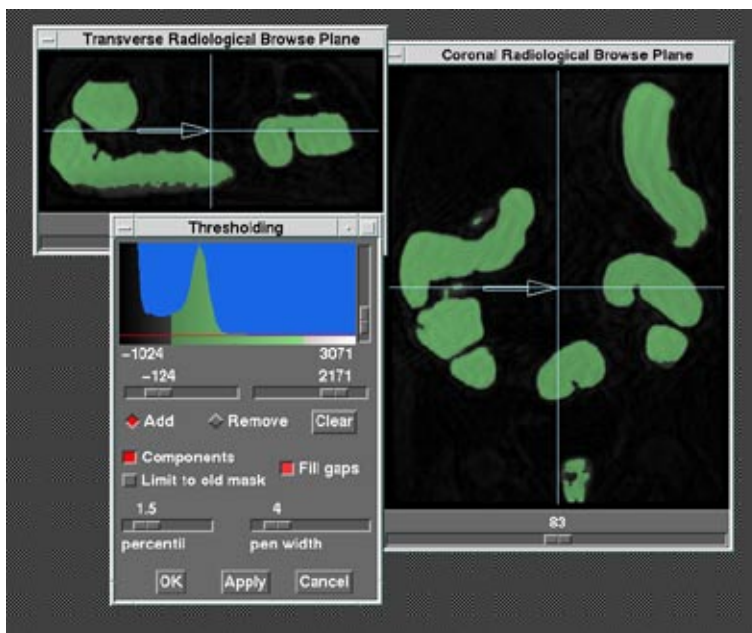 Transverse Radiological Browse Plane
Coronal Radiological Browse Plane
Thresholding
-1024 3071
-124 2171
Add Remove Clear
Components
Fill gaps
Limit to old mask
1.5 4
percentil pen width
OK Apply Cancel
83